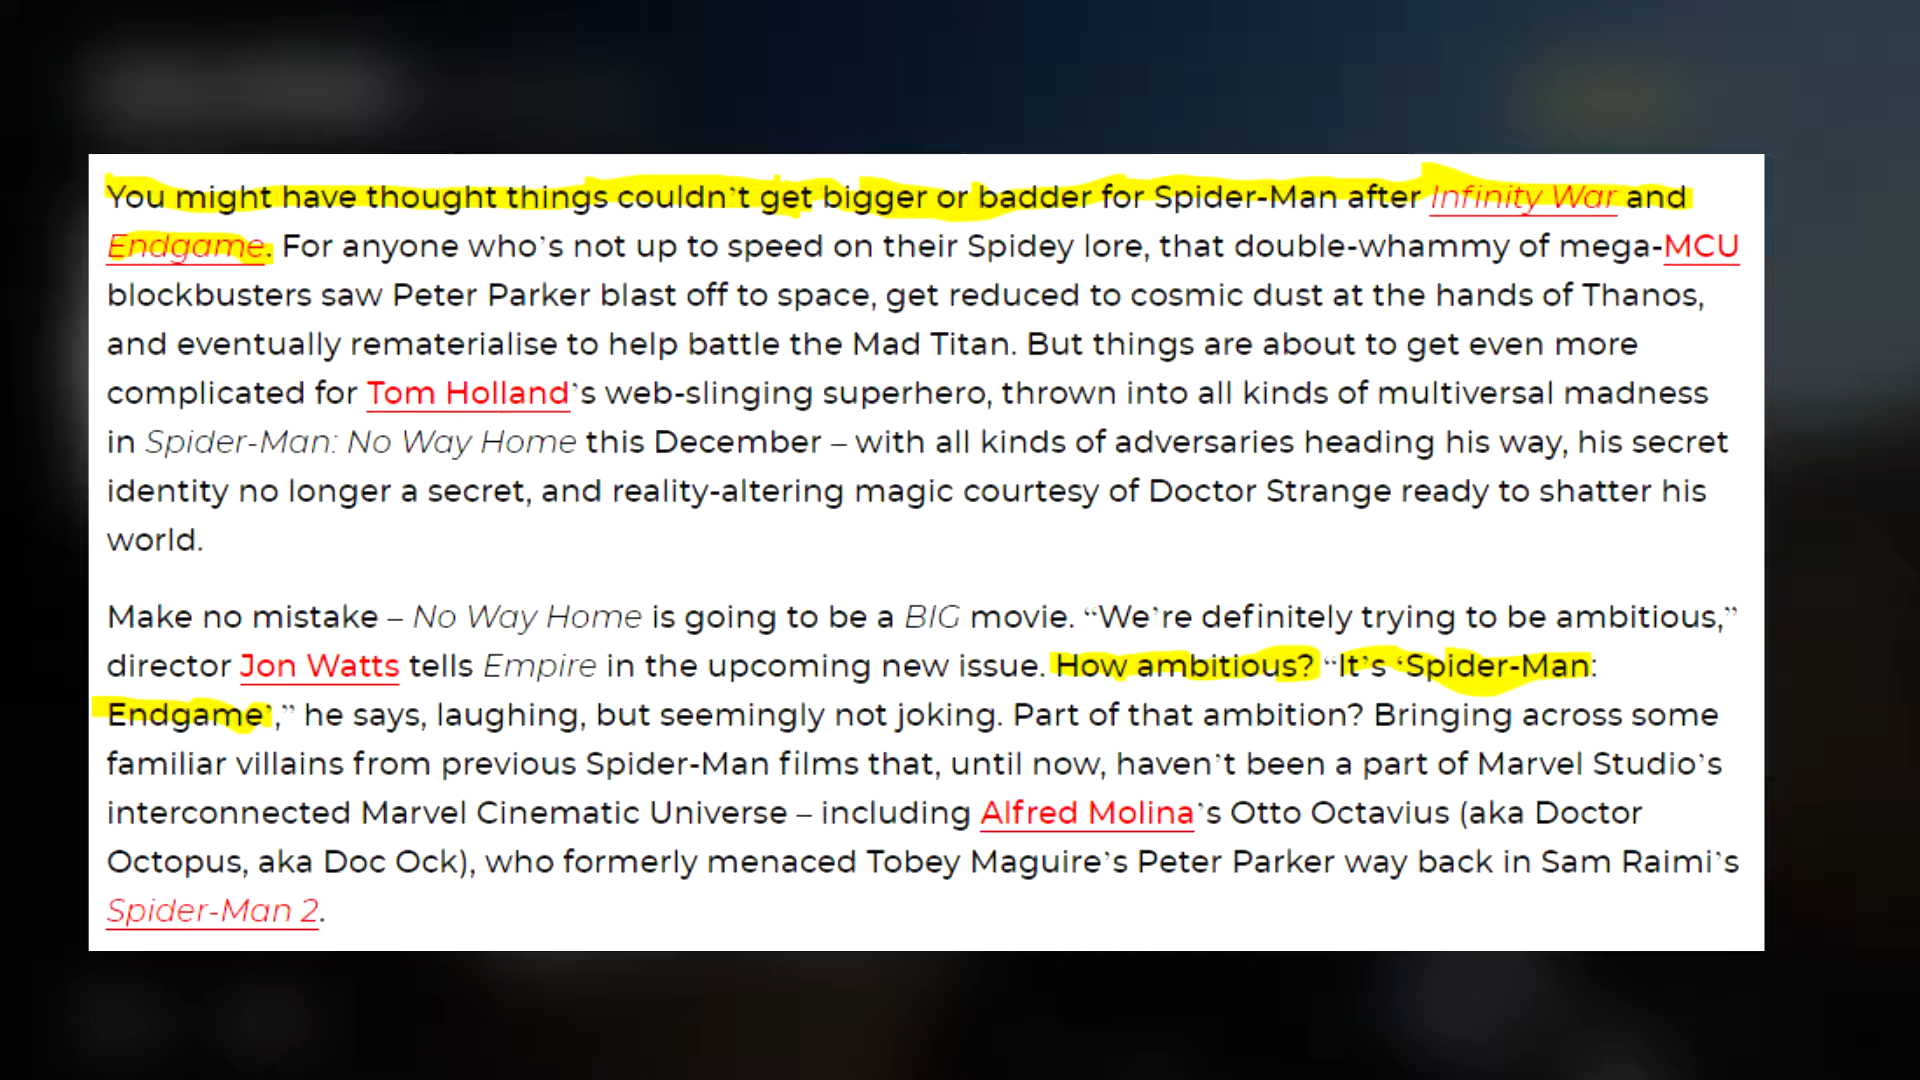 You might have thought things couldn’t get bigger or badder for Spider-Man after Infinity War and
Endgame. For anyone who’s not up to speed on their Spidey lore, that double-whammy of mega-MCU
blockbusters saw Peter Parker blast off to space, get reduced to cosmic dust at the hands of Thanos,
and eventually rematerialise to help battle the Mad Titan. But things are about to get even more
complicated for Tom Holland’s web-slinging superhero, thrown into all kinds of multiversal madness
in Spider-Man: No Way Home this December – with all kinds of adversaries heading his way, his secret
identity no longer a secret, and reality-altering magic courtesy of Doctor Strange ready to shatter his
world.
Make no mistake – No Way Home is going to be a BIG movie. “We’re definitely trying to be ambitious,”
director Jon Watts tells Empire in the upcoming new issue. How ambitious? “It’s ‘Spider-Man:
Endgame’,” he says, laughing, but seemingly not joking. Part of that ambition? Bringing across some
familiar villains from previous Spider-Man films that, until now, haven’t been a part of Marvel Studio’s
interconnected Marvel Cinematic Universe – including Alfred Molina’s Otto Octavius (aka Doctor
Octopus, aka Doc Ock), who formerly menaced Tobey Maguire’s Peter Parker way back in Sam Raimi’s
Spider-Man 2.